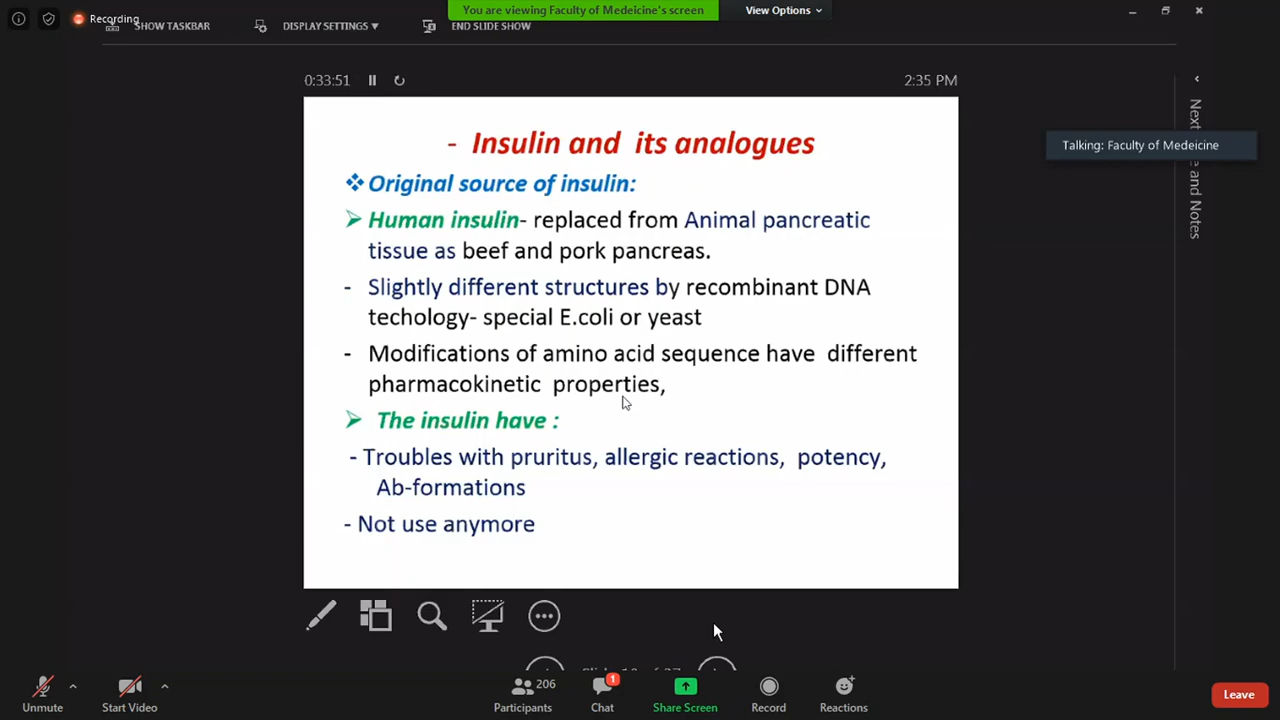 You are viewing Faculty of Medeicine's screen
View Options
Recording
SHOW TASKBAR
DISPLAY SETTINGS
END SLIDE SHOW
0:33:51
2:35 PM
- Insulin and its analogues
Original source of insulin:
Human insulin- replaced from Animal pancreatic
tissue as beef and pork pancreas.
- Slightly different structures by recombinant DNA
techology- special E.coli or yeast
- Modifications of amino acid sequence have different
pharmacokinetic properties,
The insulin have :
- Troubles with pruritus, allergic reactions, potency,
Ab-formations
- Not use anymore
Talking: Faculty of Medeicine
Next
and Notes
Unmute
Start Video
206
Participants
1
Chat
Share Screen
Record
Reactions
Leave